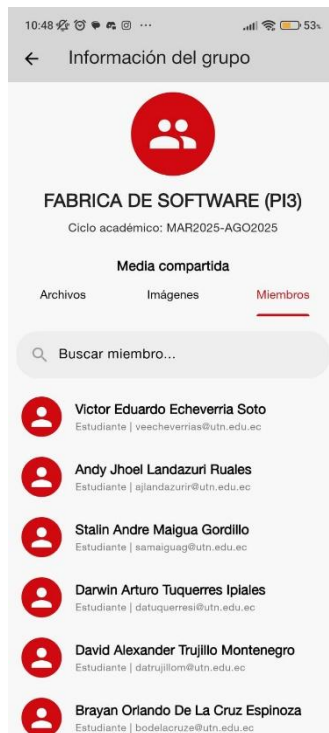 10:48
53%
Información del grupo
FABRICA DE SOFTWARE (PI3)
Ciclo académico: MAR2025-AGO2025
Media compartida
Archivos Imágenes Miembros
Buscar miembro...
Victor Eduardo Echeverria Soto
Estudiante | veecheverrias@utn.edu.ec
Andy Jhoel Landazuri Ruales
Estudiante | ajlandazurir@utn.edu.ec
Stalin Andre Maigua Gordillo
Estudiante | samaiguag@utn.edu.ec
Darwin Arturo Tuquerres Ipiales
Estudiante | datuquerresi@utn.edu.ec
David Alexander Trujillo Montenegro
Estudiante | datrujillom@utn.edu.ec
Brayan Orlando De La Cruz Espinoza
Estudiante | bodelacruze@utn.edu.ec